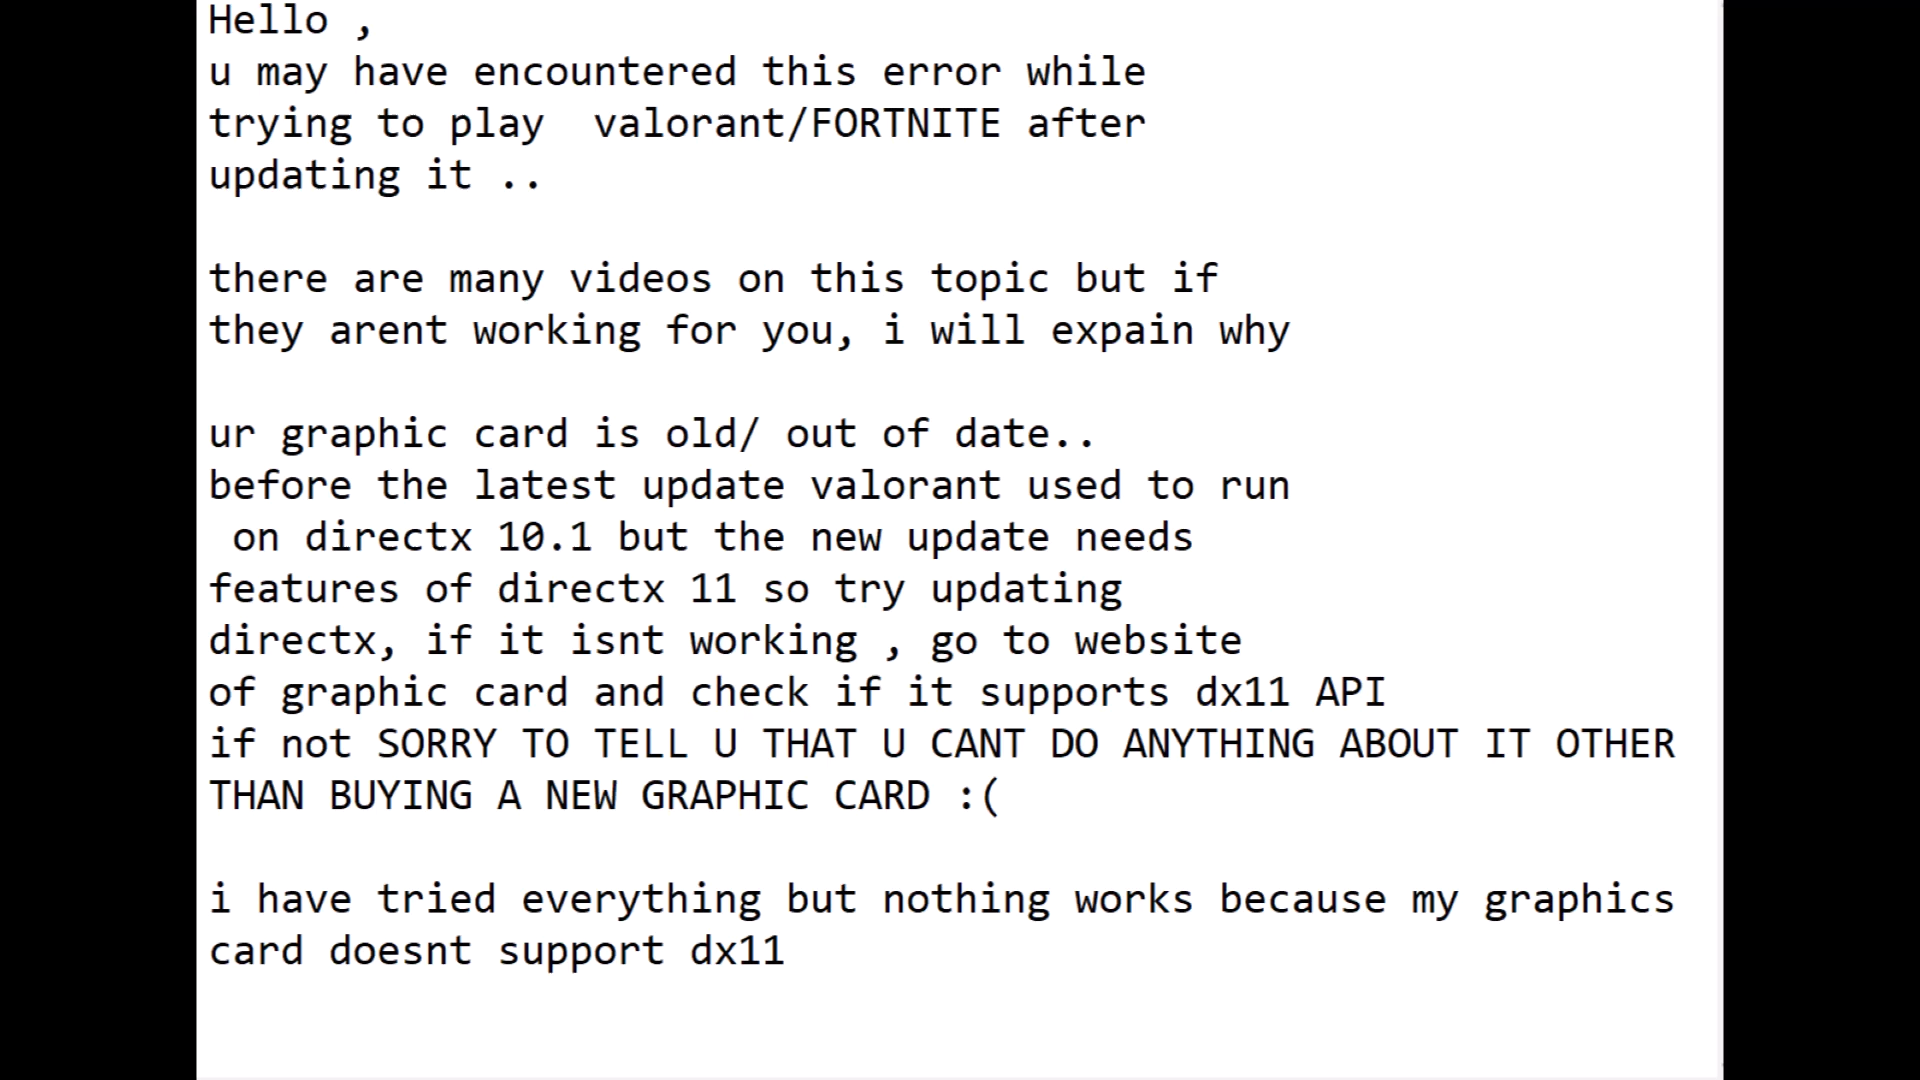 Hello ,
u may have encountered this error while
trying to play  valorant/FORTNITE after
updating it ..
there are many videos on this topic but if
they arent working for you, i will expain why
ur graphic card is old/ out of date..
before the latest update valorant used to run
 on directx 10.1 but the new update needs
features of directx 11 so try updating
directx, if it isnt working , go to website
of graphic card and check if it supports dx11 API
if not SORRY TO TELL U THAT U CANT DO ANYTHING ABOUT IT OTHER
THAN BUYING A NEW GRAPHIC CARD :(
i have tried everything but nothing works because my graphics
card doesnt support dx11